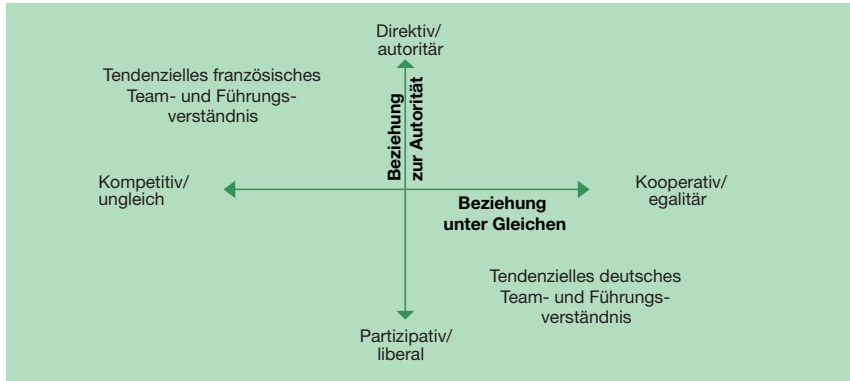 Direktiv/
autoritär
Tendenzielles französisches
Team- und Führungs-
verständnis
Beziehung
zur Autorität
Kompetitiv/
ungleich
Kooperativ/
egalitär
Beziehung
unter Gleichen
Tendenzielles deutsches
Team- und Führungs-
verständnis
Partizipativ/
liberal